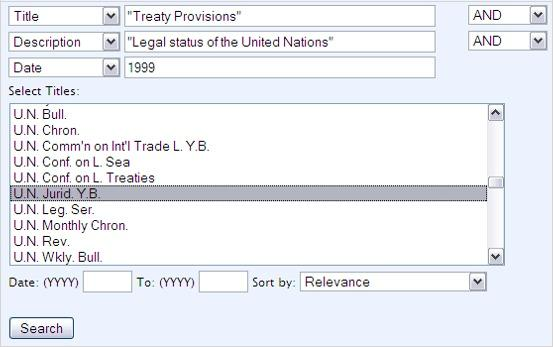 Title "Treaty Provisions" AND
Description "Legal status of the United Nations" AND
Date 1999
Select Titles:
U.N. Bull.
U.N. Chron.
U.N. Comm'n on Int'l Trade L. Y.B.
U.N. Conf. on L. Sea
U.N. Conf. on L. Treaties
U.N. Jurid. Y.B.
U.N. Leg. Ser.
U.N. Monthly Chron.
U.N. Rev.
U.N. Wkly. Bull.
Date: (YYYY) To: (YYYY) Sort by: Relevance
Search